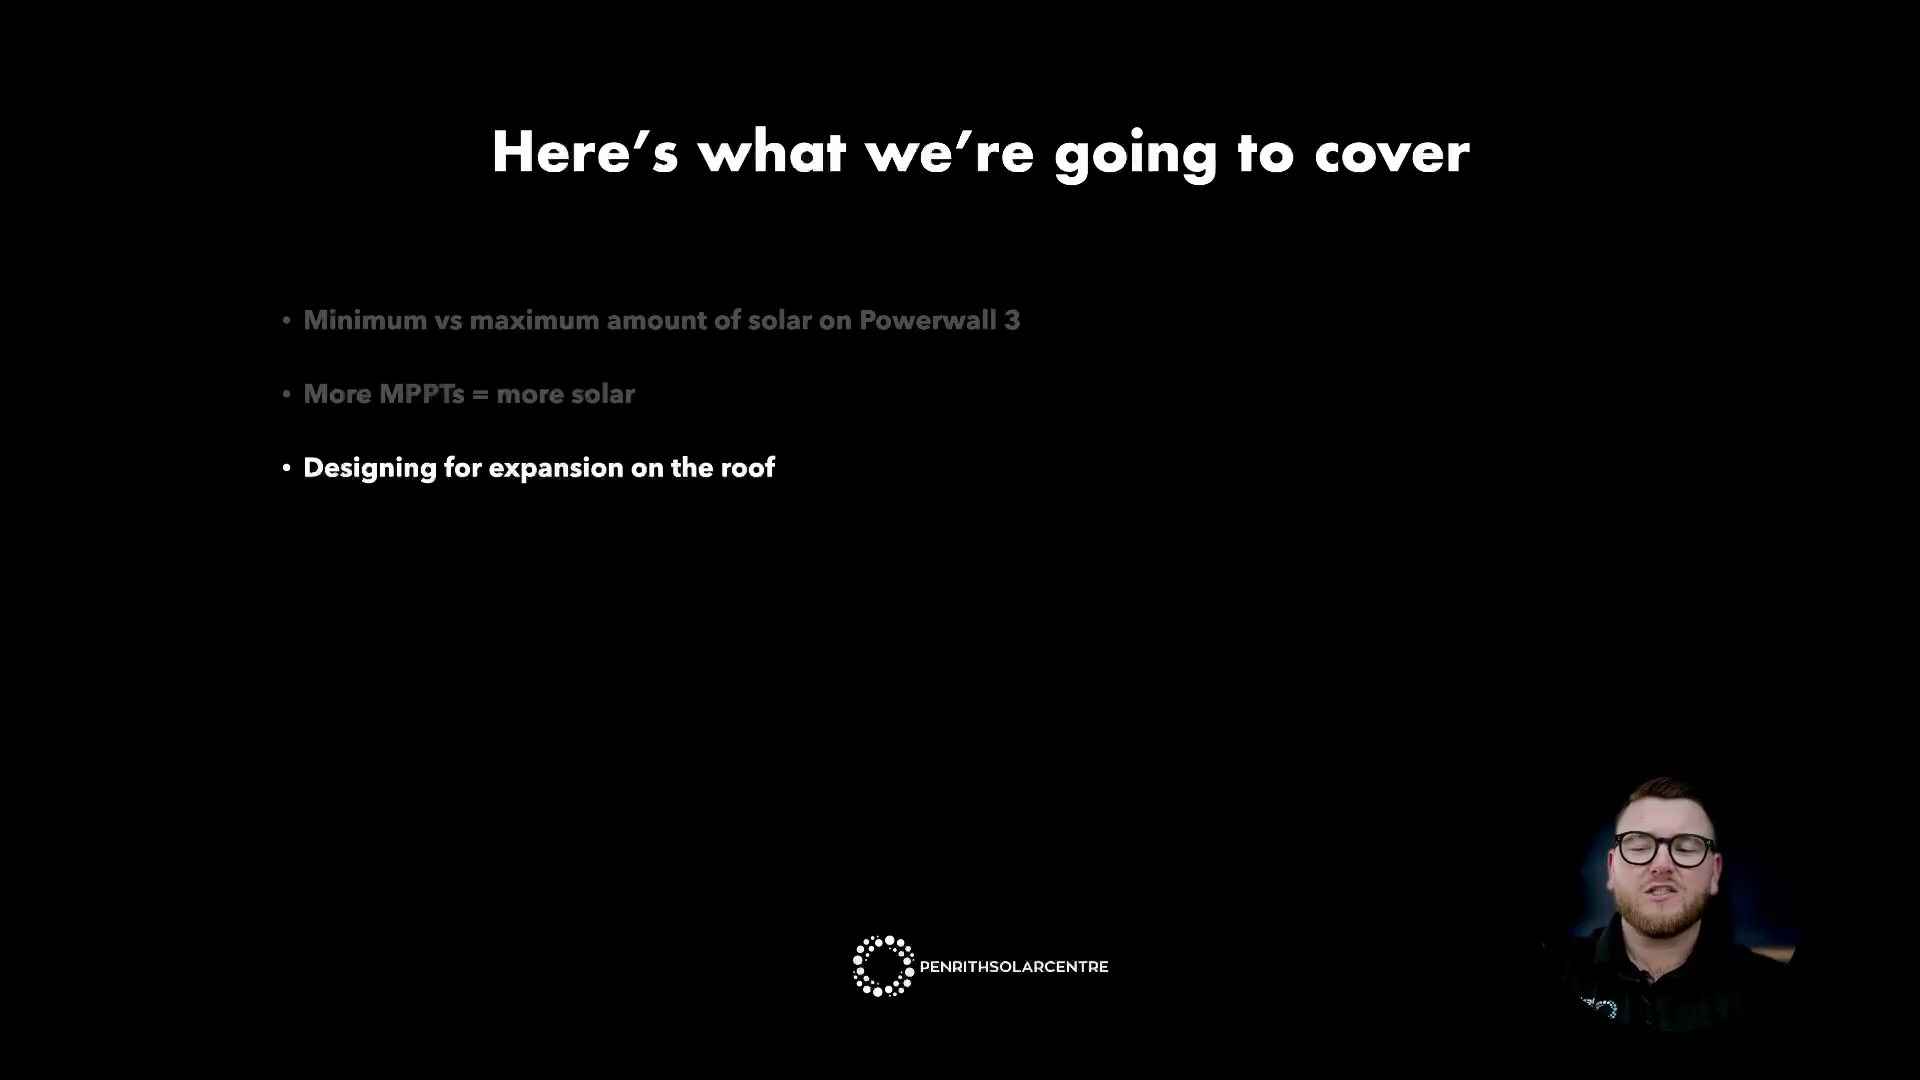 Here’s what we’re going to cover
• Minimum vs maximum amount of solar on Powerwall 3
• More MPPTs = more solar
• Designing for expansion on the roof
PENRITHSOLARCENTRE